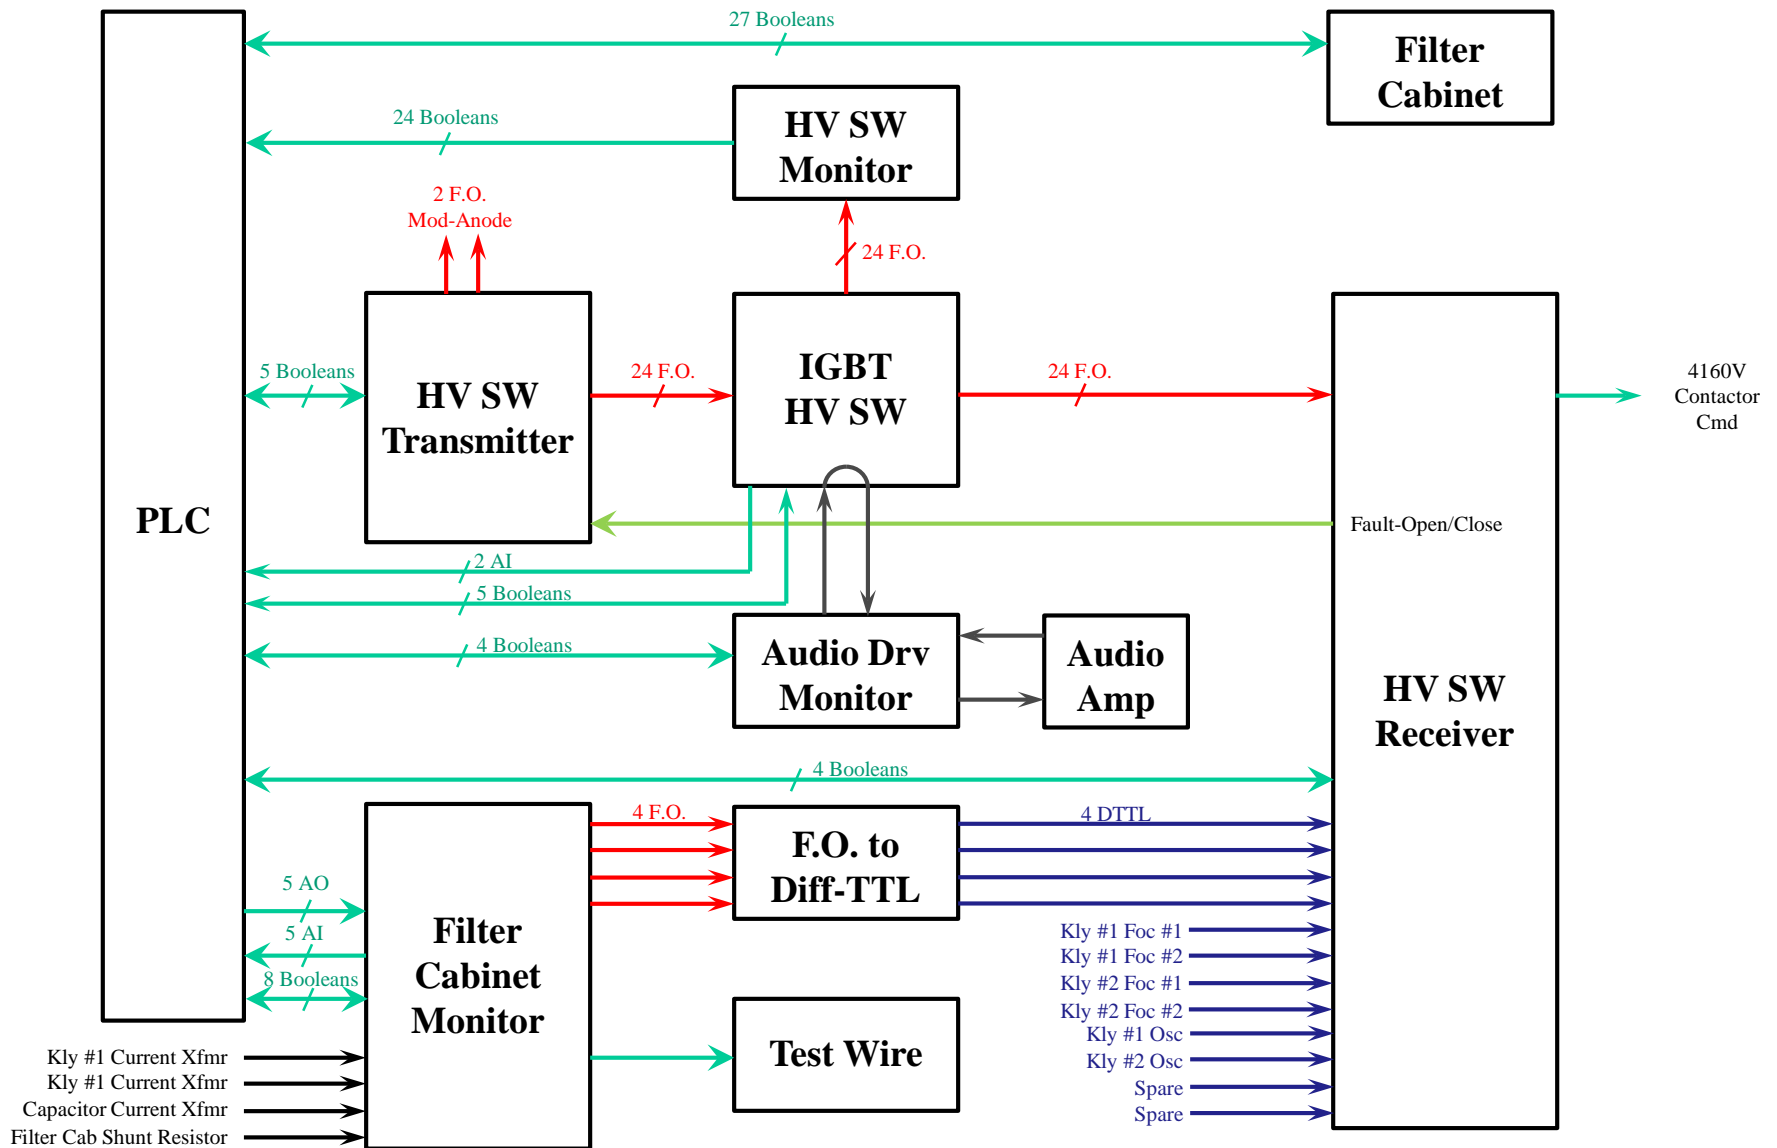 27 Booleans
Filter
Cabinet
24 Booleans
HV SW
Monitor
2 F.O.
Mod-Anode
24 F.O.
5 Booleans
HV SW
Transmitter
24 F.O.
IGBT
HV SW
24 F.O.
4160V
Contactor
Cmd
PLC
Fault-Open/Close
2 AI
5 Booleans
4 Booleans
Audio Drv
Monitor
Audio
Amp
HV SW
Receiver
4 Booleans
4 F.O.
F.O. to
Diff-TTL
4 DTTL
5 AO
5 AI
8 Booleans
Filter
Cabinet
Monitor
Kly #1 Foc #1
Kly #1 Foc #2
Kly #2 Foc #1
Kly #2 Foc #2
Kly #1 Osc
Kly #2 Osc
Spare
Spare
Test Wire
Kly #1 Current Xfmr
Kly #1 Current Xfmr
Capacitor Current Xfmr
Filter Cab Shunt Resistor